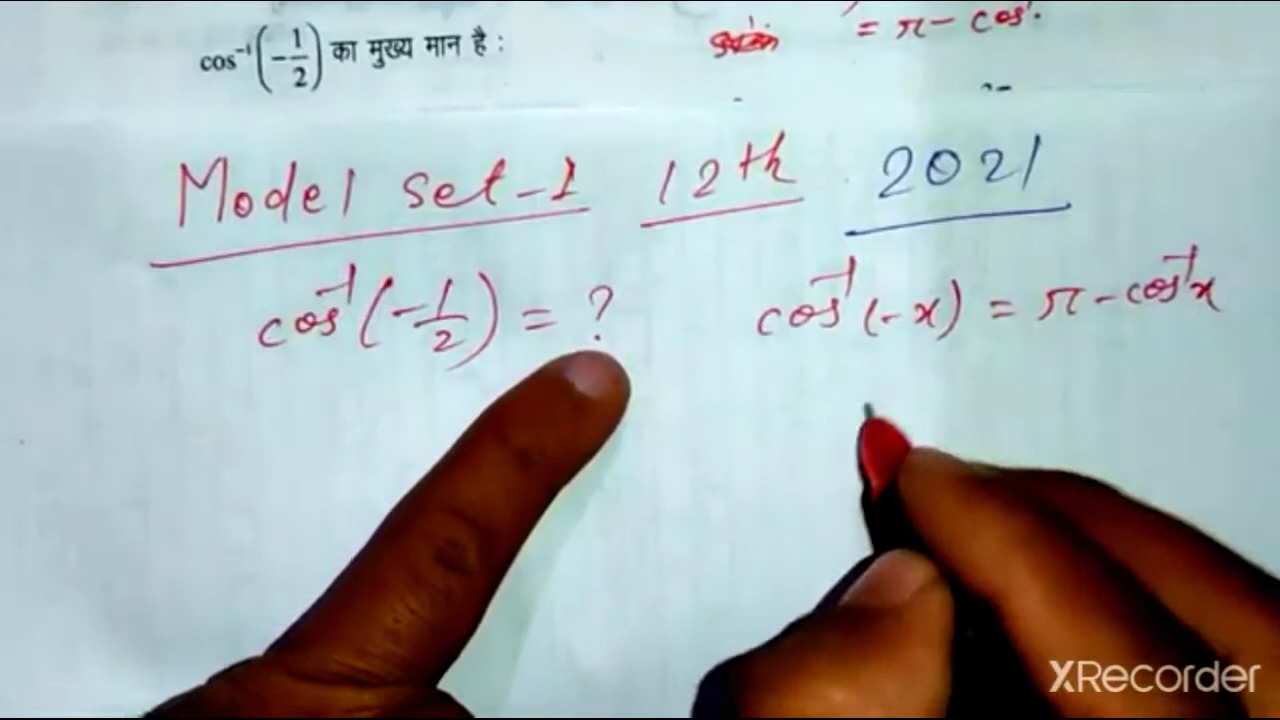 cos⁻¹(-1/2) का मुख्य मान है :
= π - cos⁻¹
Model Set-1 12th 2021
cos⁻¹(-1/2) = ?
cos⁻¹(-x) = π - cos⁻¹x
XRecorder